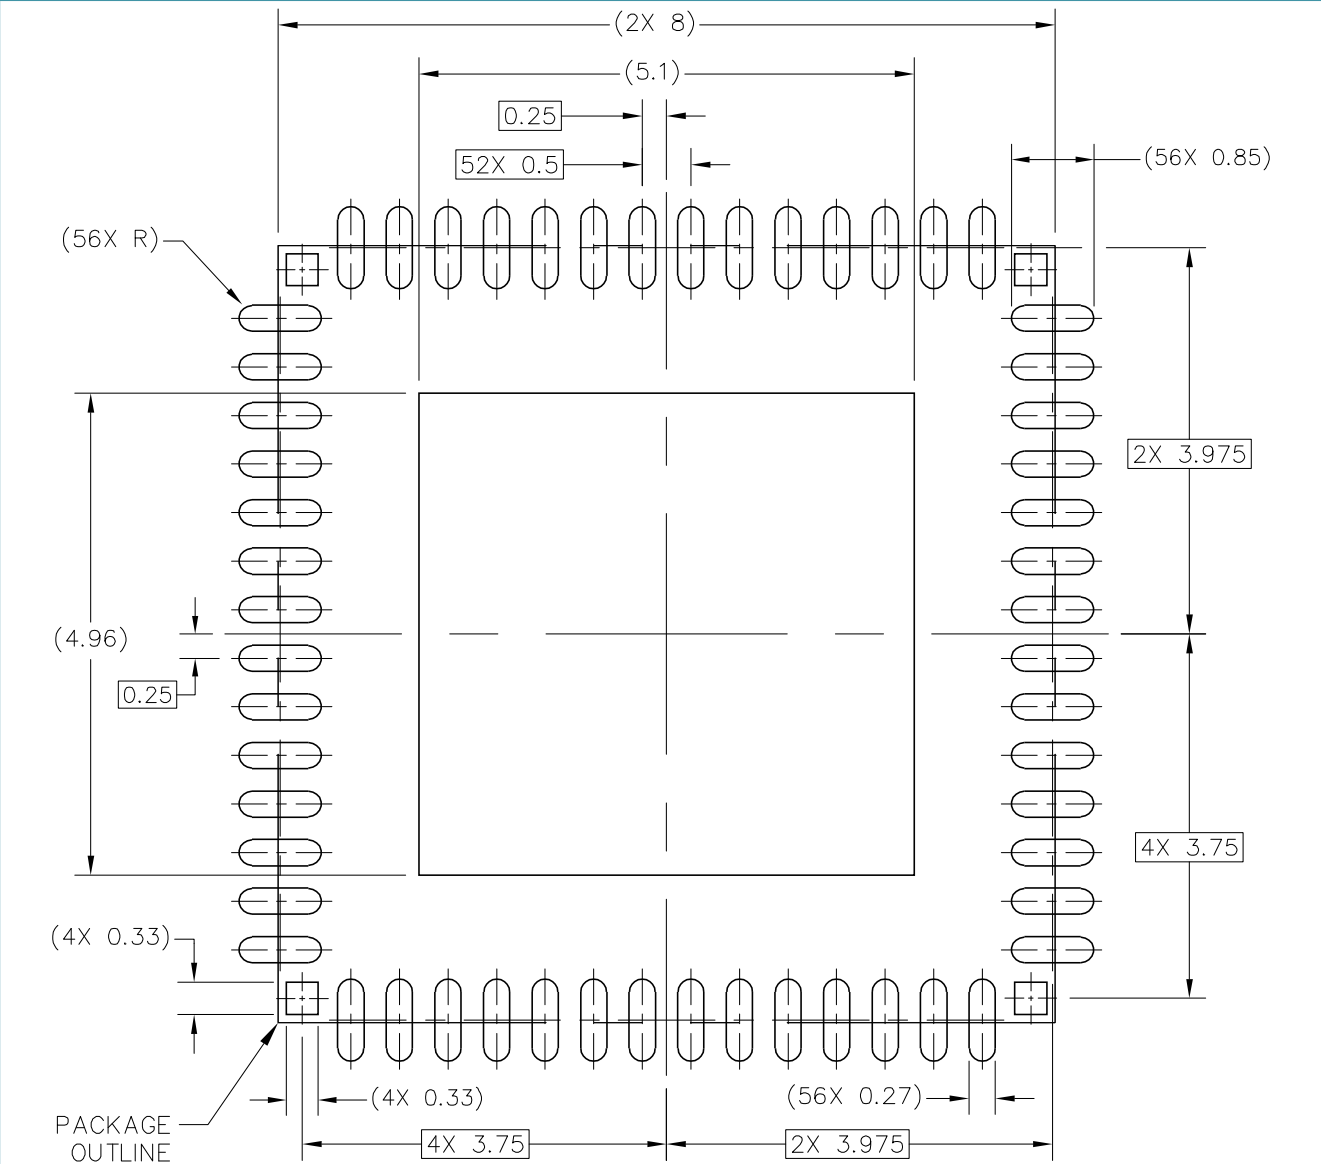 (2X 8)
(5.1)
0.25
52X 0.5
(56X 0.85)
(56X R)
2X 3.975
(4.96)
0.25
4X 3.75
(4X 0.33)
(4X 0.33)
(56X 0.27)
PACKAGE
OUTLINE
4X 3.75
2X 3.975